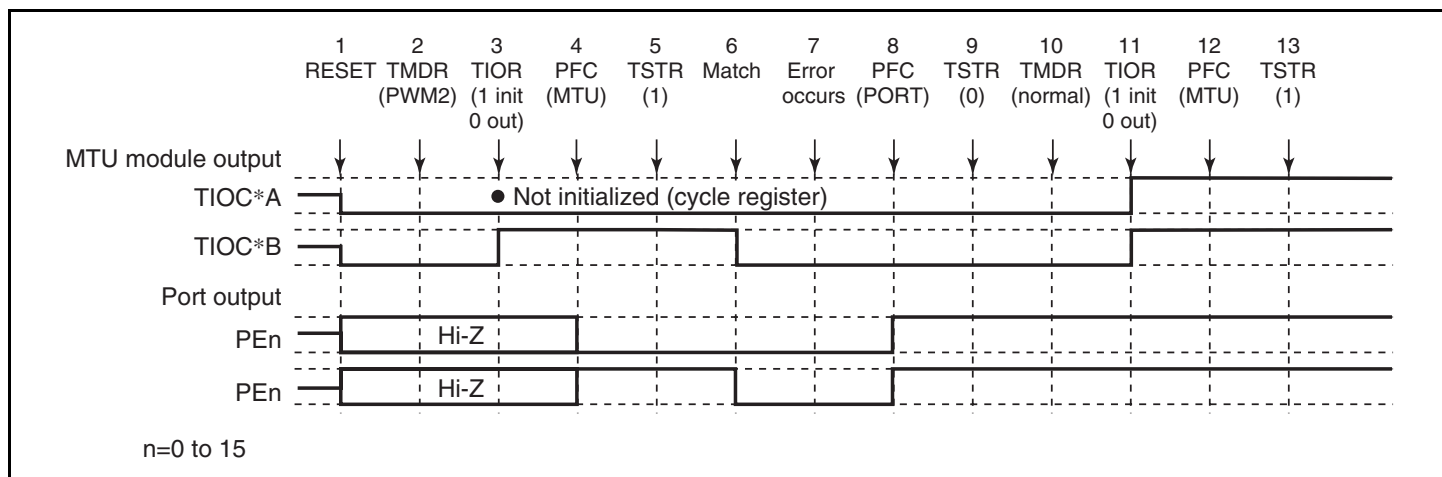 1 2 3 4 5 6 7 8 9 10 11 12 13
RESET TMDR TIOR PFC TSTR Match Error PFC TSTR TMDR TIOR PFC TSTR
(PWM2) (1 init (MTU) (1) occurs (PORT) (0) (normal) (1 init (MTU) (1)
0 out) 0 out)
MTU module output
TIOC*A
● Not initialized (cycle register)
TIOC*B
Port output
PEn Hi-Z
PEn Hi-Z
n=0 to 15